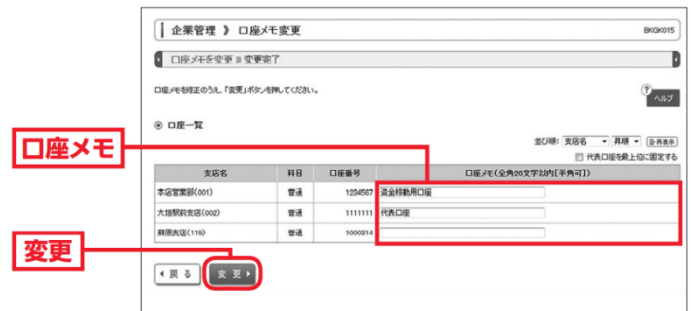 企業管理 》 口座メモ変更
BKGK015
口座メモを変更 » 変更完了
口座メモを修正のうえ、「変更」ボタンを押してください。
? ヘルプ
◉ 口座一覧
並び順: 支店名 昇順 再表示
代表口座を最上位に固定する
口座メモ
支店名 科目 口座番号 口座メモ(全角20文字以内[半角可])
本店営業部(001) 普通 1234567 資金移動用口座
大垣駅前支店(002) 普通 1111111 代表口座
普通 1000314
変更
戻る 変更